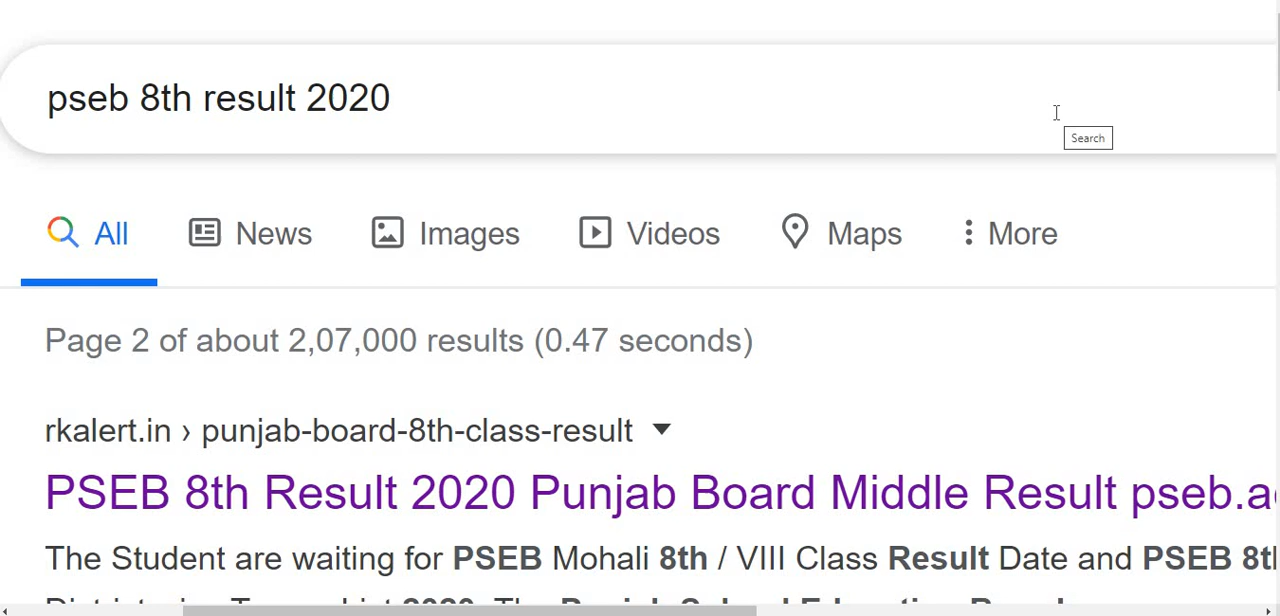 pseb 8th result 2020
Search
All News Images Videos Maps More
Page 2 of about 2,07,000 results (0.47 seconds)
rkalert.in › punjab-board-8th-class-result
PSEB 8th Result 2020 Punjab Board Middle Result pseb.ac
The Student are waiting for PSEB Mohali 8th / VIII Class Result Date and PSEB 8th